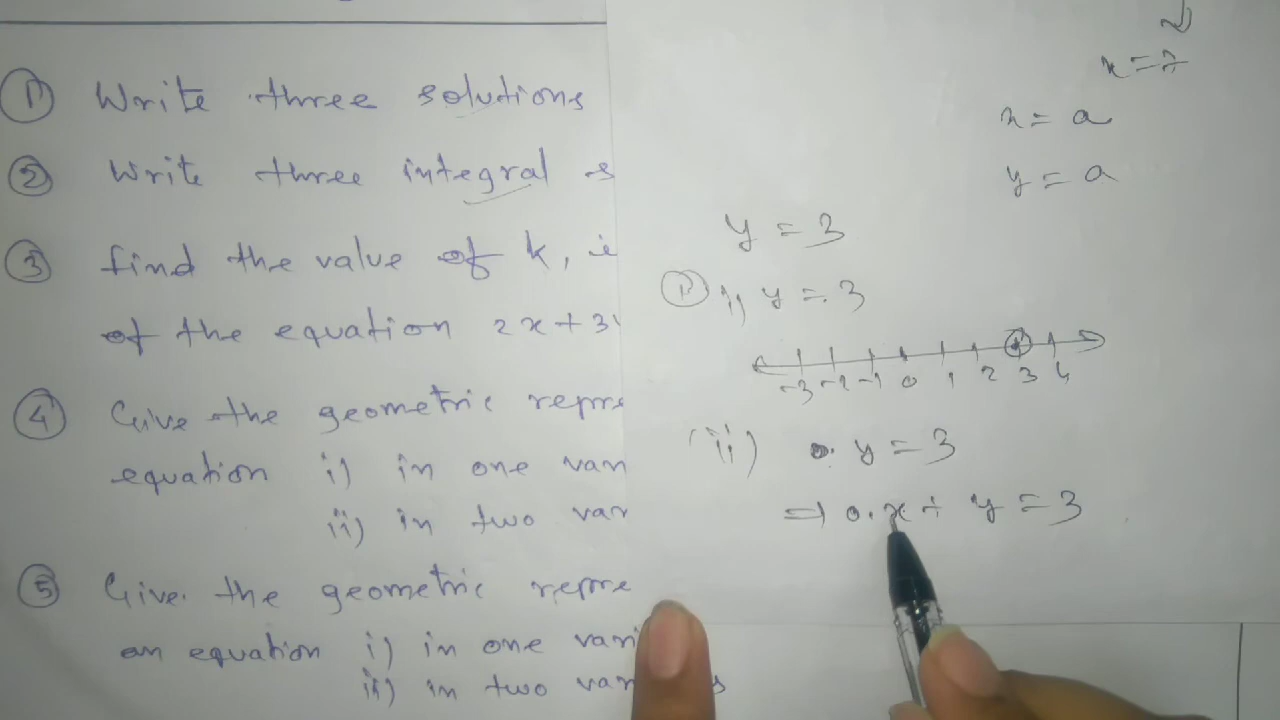 ① Write three solutions
② Write three integral s
③ find the value of k, i
of the equation 2x+3
④ Give the geometric repre
equation i) in one vari
ii) in two var
⑤ Give the geometric repre
an equation i) in one vari
ii) in two var s
x=7
x = a
y = a
y = 3
① i) y = 3
-3 -2 -1 0 1 2 3 4
(ii) y = 3
⇒ 0.x + y = 3